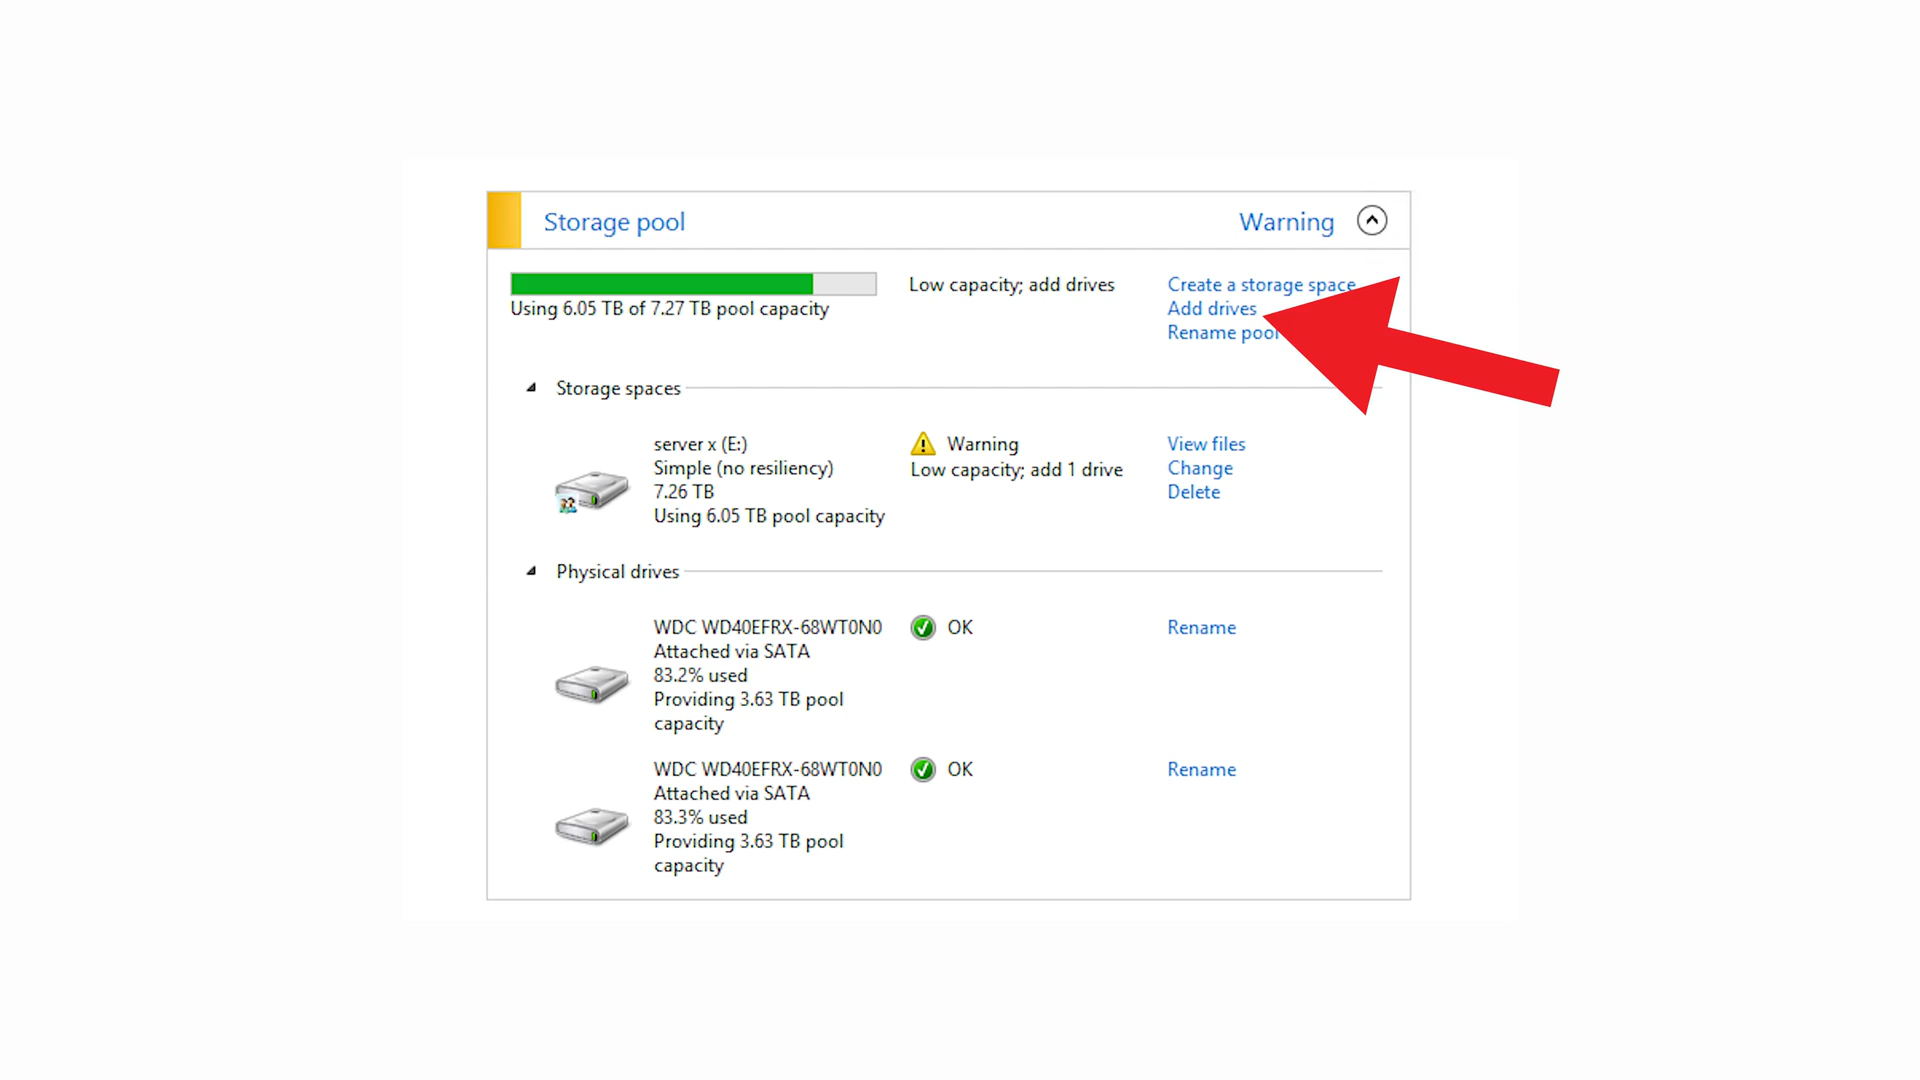 Storage pool
Warning
Using 6.05 TB of 7.27 TB pool capacity
Low capacity; add drives
Create a storage space
Add drives
Rename pool
Storage spaces
server x (E:)
Simple (no resiliency)
7.26 TB
Using 6.05 TB pool capacity
Warning
Low capacity; add 1 drive
View files
Change
Delete
Physical drives
WDC WD40EFRX-68WT0N0
Attached via SATA
83.2% used
Providing 3.63 TB pool
capacity
OK
Rename
WDC WD40EFRX-68WT0N0
Attached via SATA
83.3% used
Providing 3.63 TB pool
capacity
OK
Rename